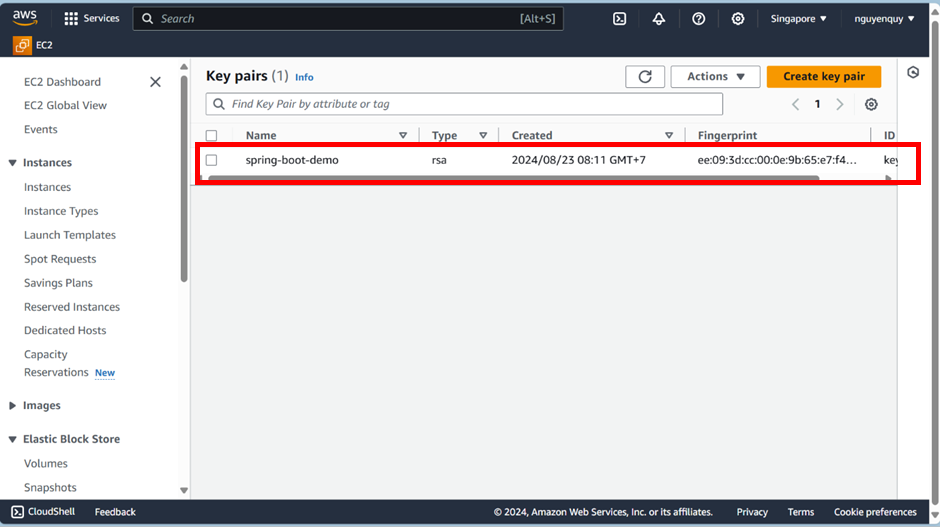 aws Services Search [Alt+S] Singapore ▼ nguyenquy ▼
EC2
EC2 Dashboard
EC2 Global View
Events
Instances
Instances
Instance Types
Launch Templates
Spot Requests
Savings Plans
Reserved Instances
Dedicated Hosts
Capacity
Reservations New
Images
Elastic Block Store
Volumes
Snapshots
Key pairs (1) Info
Actions ▼ Create key pair
Find Key Pair by attribute or tag
1
Name Type Created Fingerprint ID
spring-boot-demo rsa 2024/08/23 08:11 GMT+7 ee:09:3d:cc:00:0e:9b:65:e7:f4... key
CloudShell Feedback © 2024, Amazon Web Services, Inc. or its affiliates. Privacy Terms Cookie preferences